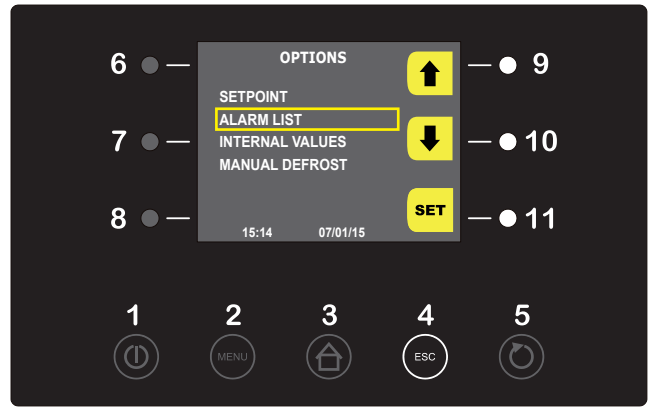 OPTIONS
6
9
SETPOINT
ALARM LIST
7
INTERNAL VALUES
10
MANUAL DEFROST
8
SET
11
15:14 07/01/15
1 2 3 4 5
MENU ESC